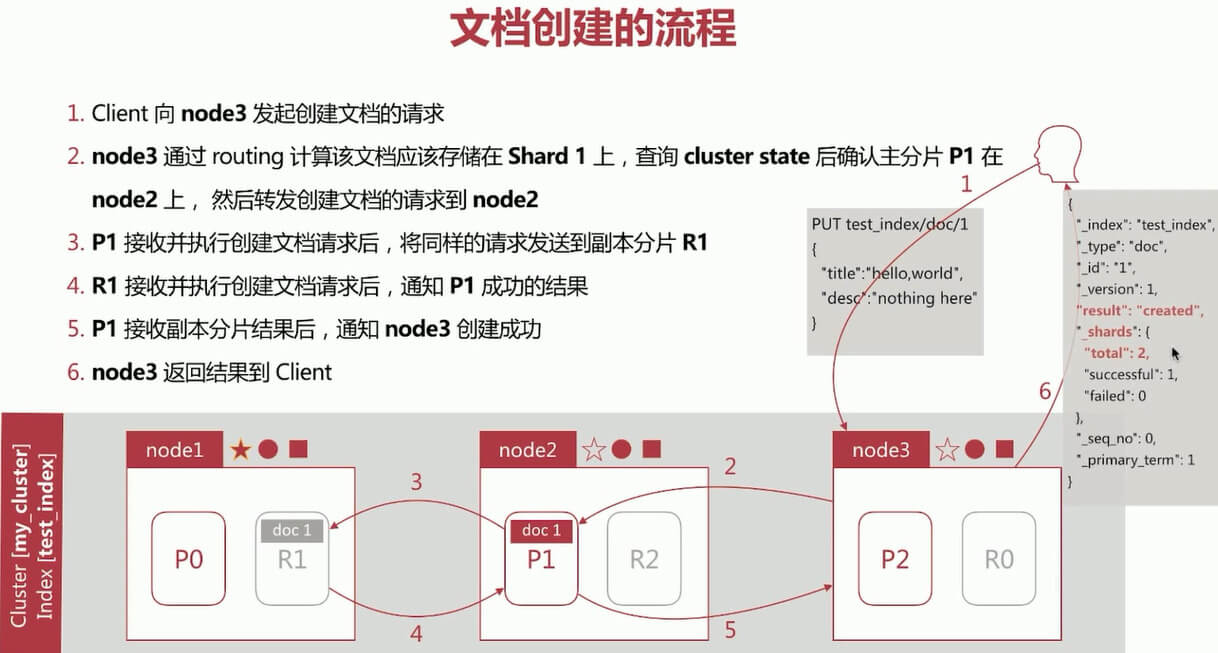 文档创建的流程
1. Client 向 node3 发起创建文档的请求
2. node3 通过 routing 计算该文档应该存储在 Shard 1 上，查询 cluster state 后确认主分片 P1 在
node2 上， 然后转发创建文档的请求到 node2
3. P1 接收并执行创建文档请求后，将同样的请求发送到副本分片 R1
4. R1 接收并执行创建文档请求后，通知 P1 成功的结果
5. P1 接收副本分片结果后，通知 node3 创建成功
6. node3 返回结果到 Client
1
PUT test_index/doc/1
{
"title":"hello,world",
"desc":"nothing here"
}
{
"_index": "test_index",
"_type": "doc",
"_id": "1",
"_version": 1,
"result": "created",
"_shards": {
"total": 2,
"successful": 1,
"failed": 0
},
"_seq_no": 0,
"_primary_term": 1
}
6
Cluster [my_cluster]
Index [test_index]
node1
node2
node3
3
2
doc 1
doc 1
P0
R1
P1
R2
P2
R0
4
5